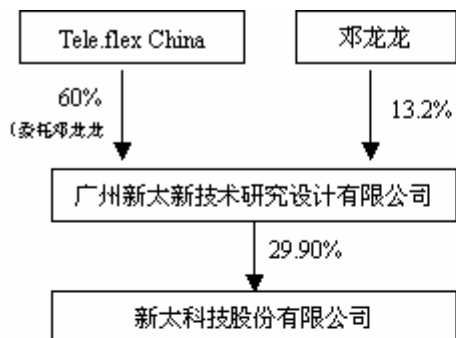 Tele.flex China
邓龙龙
60%
(委托邓龙龙
13.2%
广州新太新技术研究设计有限公司
29.90%
新太科技股份有限公司